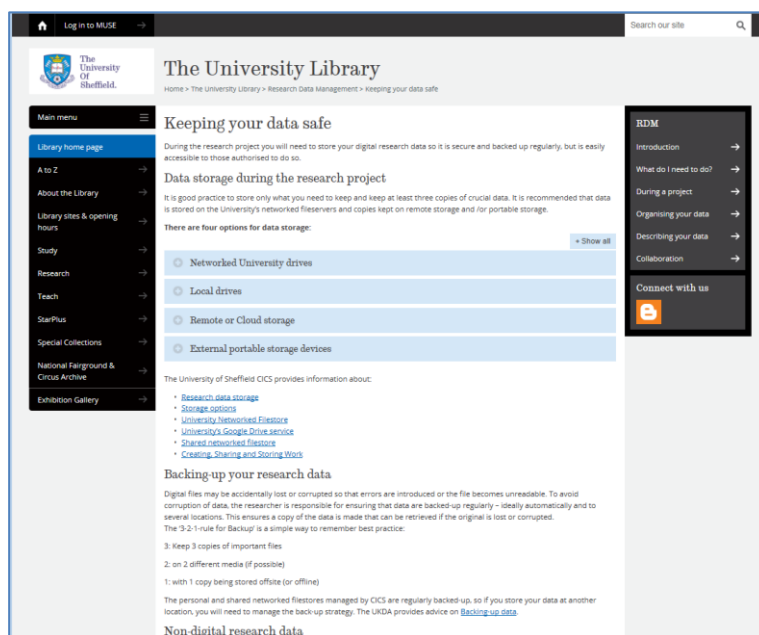 Log in to MUSE
Search our site
The
University
Of
Sheffield.
The University Library
Home > The University Library > Research Data Management > Keeping your data safe
Main menu
Library home page
A to Z
About the Library
Library sites & opening
hours
Study
Research
Teach
StarPlus
Special Collections
National Fairground &
Circus Archive
Exhibition Gallery
Keeping your data safe
During the research project you will need to store your digital research data so it is secure and backed up regularly, but is easily
accessible to those authorised to do so.
Data storage during the research project
It is good practice to store only what you need to keep and keep at least three copies of crucial data. It is recommended that data
is stored on the University's networked fileservers and copies kept on remote storage and /or portable storage.
There are four options for data storage:
+ Show all
Networked University drives
Local drives
Remote or Cloud storage
External portable storage devices
The University of Sheffield CICS provides information about:
• Research data storage
• Storage options
• University Networked Filestore
• University's Google Drive service
• Shared networked filestore
• Creating, Sharing and Storing Work
Backing-up your research data
Digital files may be accidentally lost or corrupted so that errors are introduced or the file becomes unreadable. To avoid
corruption of data, the researcher is responsible for ensuring that data are backed-up regularly – ideally automatically and to
several locations. This ensures a copy of the data is made that can be retrieved if the original is lost or corrupted.
The '3-2-1-rule for Backup' is a simple way to remember best practice:
3: Keep 3 copies of important files
2: on 2 different media (if possible)
1: with 1 copy being stored offsite (or offline)
The personal and shared networked filestores managed by CICS are regularly backed-up, so if you store your data at another
location, you will need to manage the back-up strategy. The UKDA provides advice on Backing-up data.
Non-digital research data
RDM
Introduction
What do I need to do?
During a project
Organising your data
Describing your data
Collaboration
Connect with us